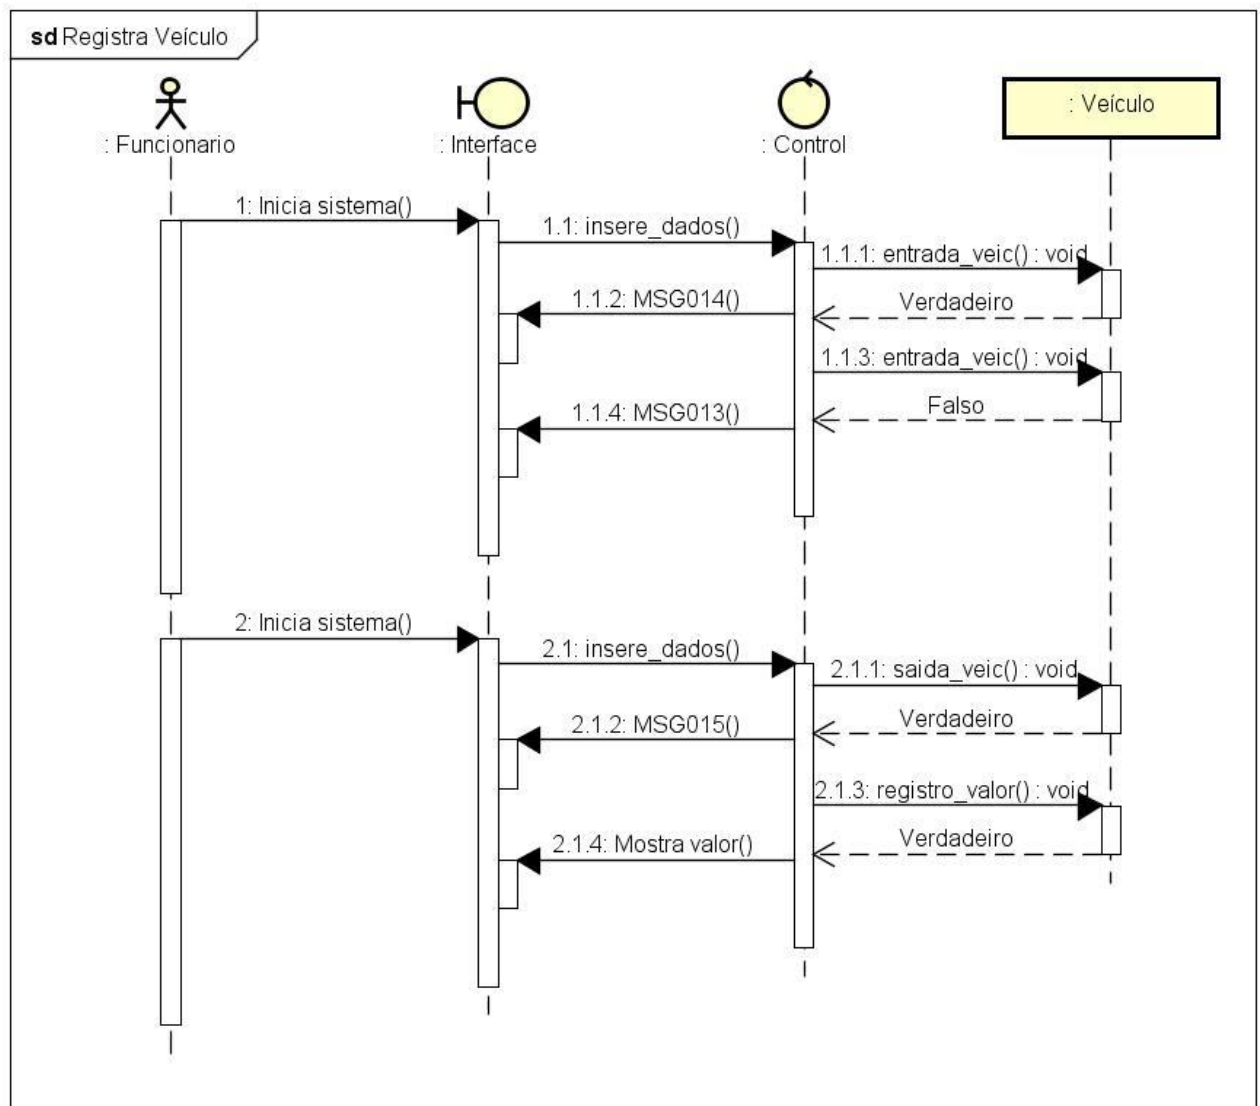 sd Registra Veículo
: Funcionario
: Interface
: Control
: Veículo
1: Inicia sistema()
1.1: insere_dados()
1.1.1: entrada_veic() : void
Verdadeiro
1.1.2: MSG014()
1.1.3: entrada_veic() : void
Falso
1.1.4: MSG013()
2: Inicia sistema()
2.1: insere_dados()
2.1.1: saida_veic() : void
Verdadeiro
2.1.2: MSG015()
2.1.3: registro_valor() : void
Verdadeiro
2.1.4: Mostra valor()